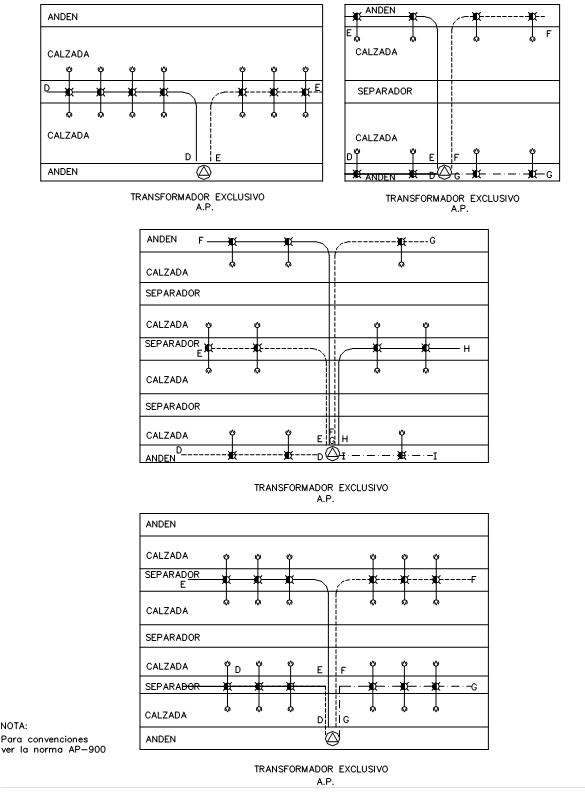 ANDEN
CALZADA
D E
CALZADA
D E
ANDEN
TRANSFORMADOR EXCLUSIVO
A.P.
ANDEN
E F
CALZADA
SEPARADOR
CALZADA
D E F
ANDEN D G G
TRANSFORMADOR EXCLUSIVO
A.P.
ANDEN F G
CALZADA
SEPARADOR
CALZADA
SEPARADOR
E H
CALZADA
SEPARADOR
F
CALZADA E G H
D
ANDEN D I I
TRANSFORMADOR EXCLUSIVO
A.P.
ANDEN
CALZADA
SEPARADOR
E F
CALZADA
SEPARADOR
CALZADA D E F
SEPARADOR G
CALZADA D G
ANDEN
TRANSFORMADOR EXCLUSIVO
A.P.
NOTA:
Para convenciones
ver la norma AP-900